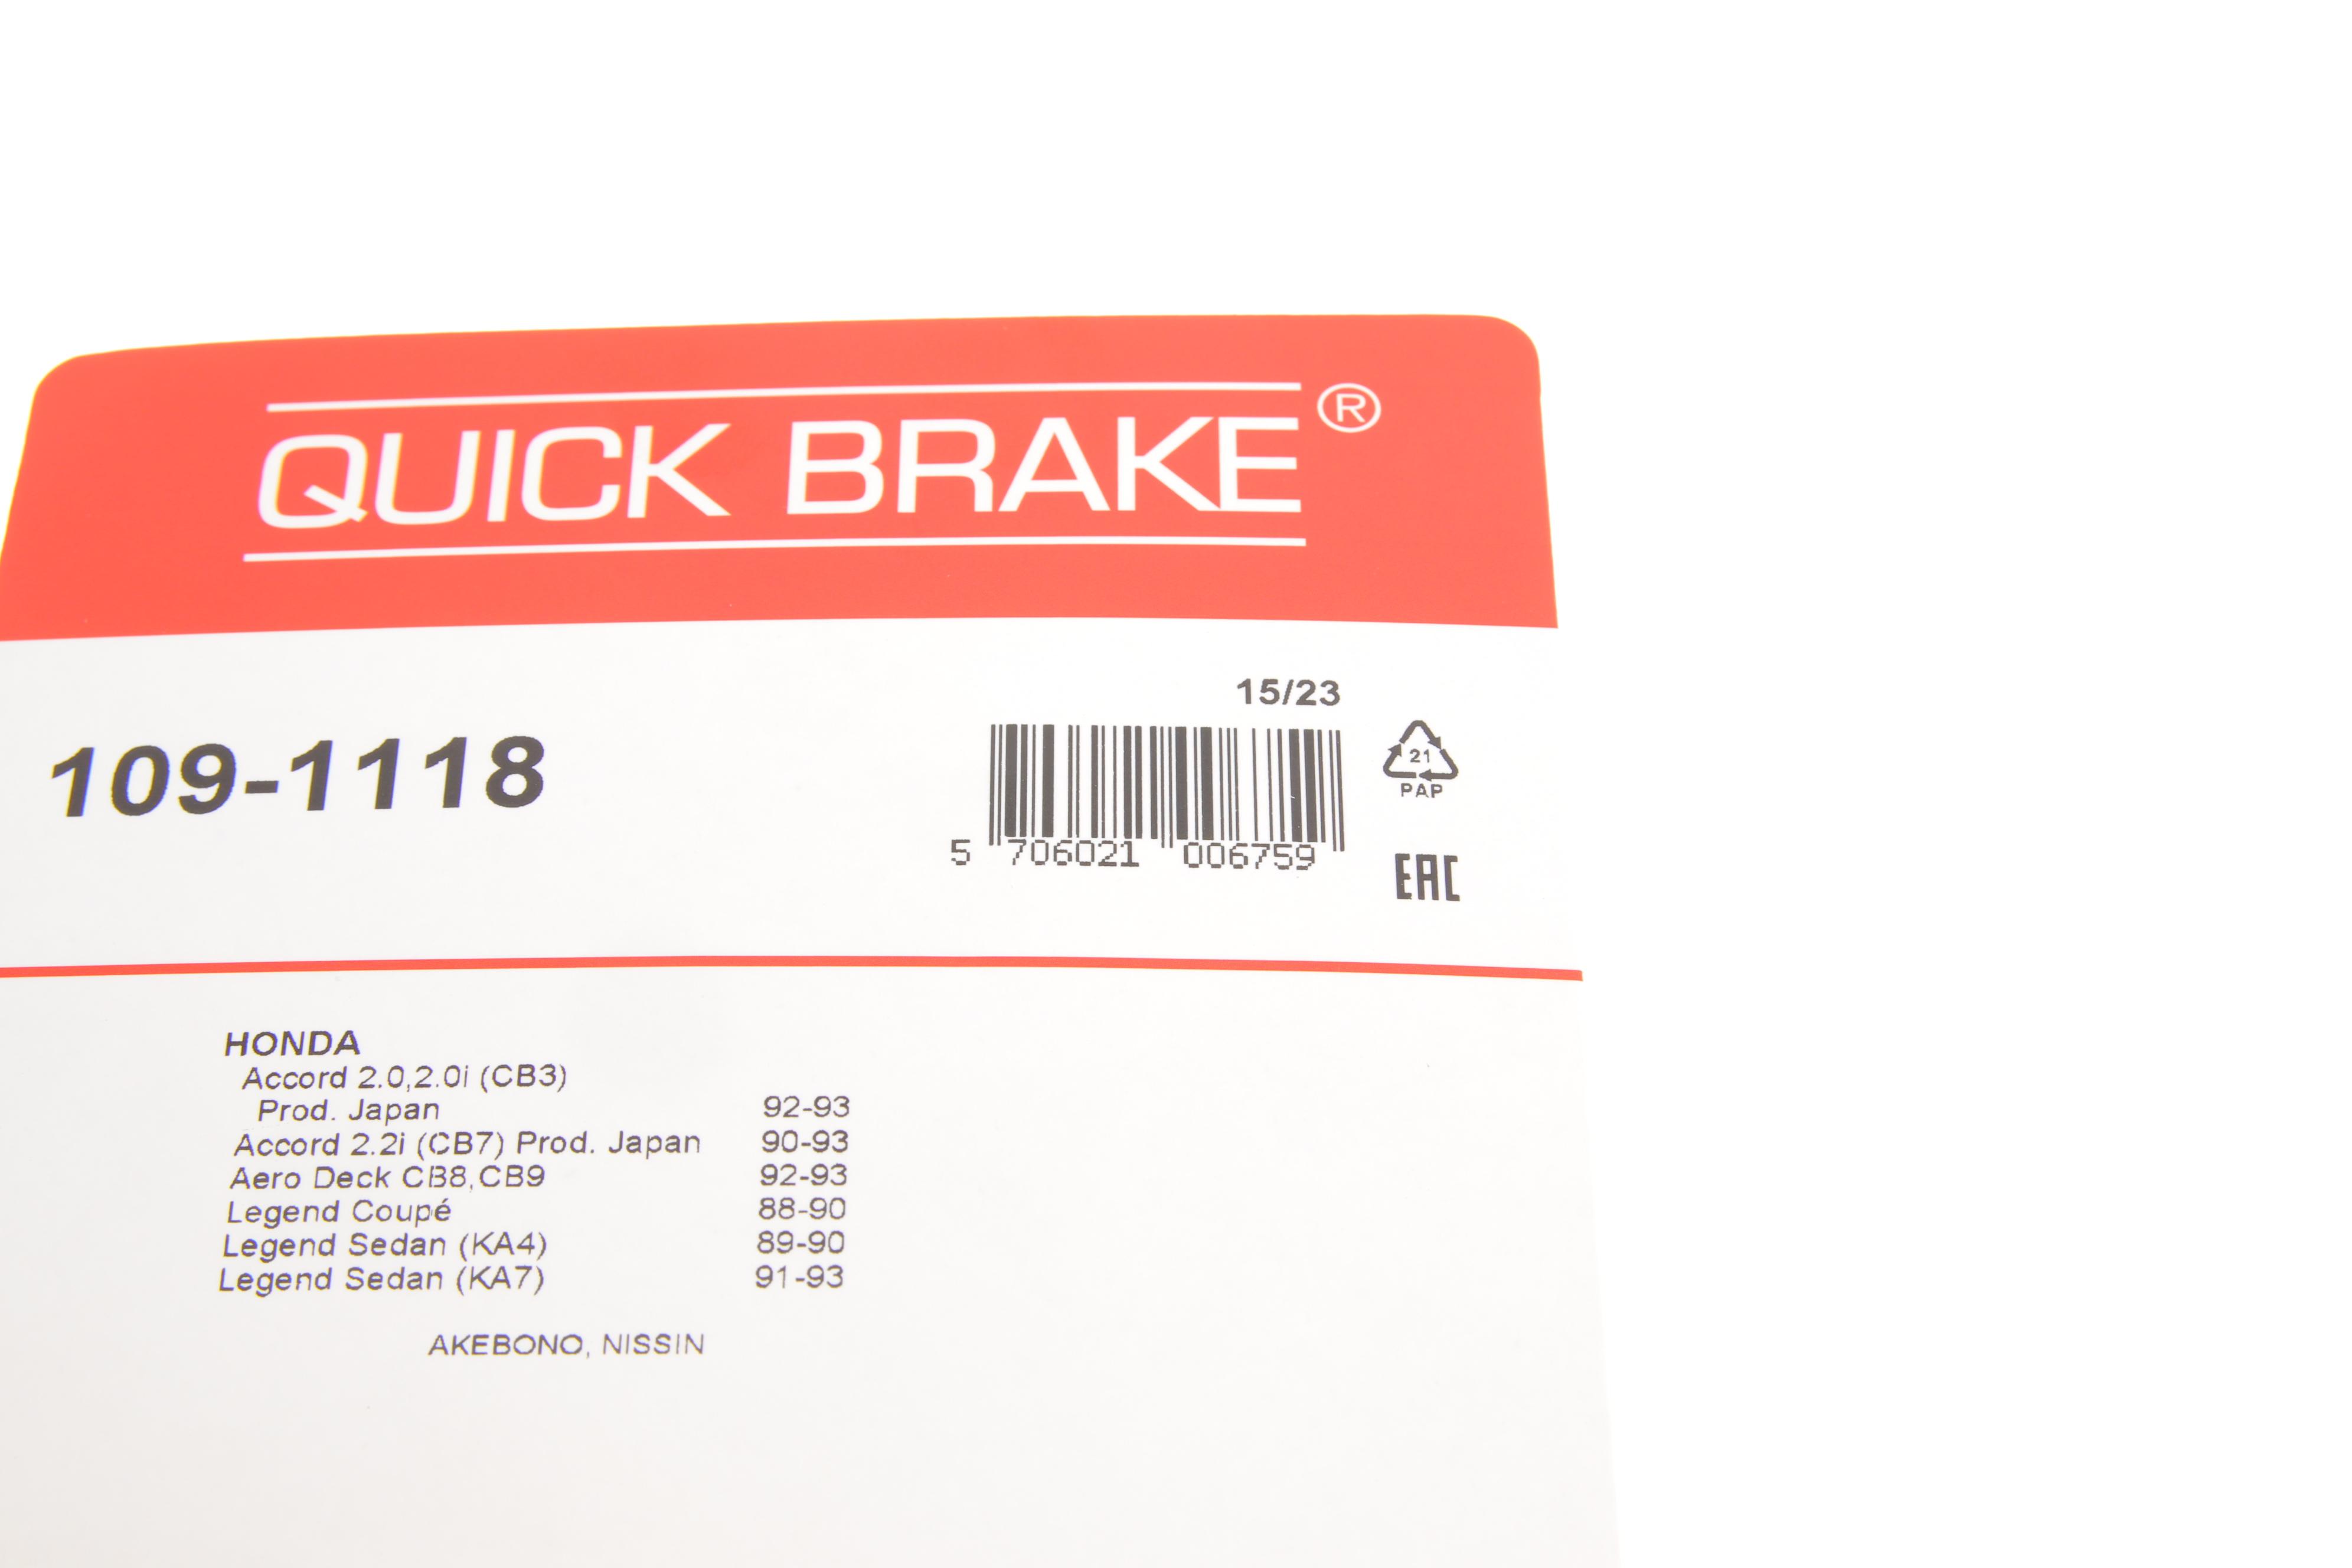 QUICK BRAKE®
15/23
109-1118
21
PAP
5 706021 006759
EAC
HONDA
Accord 2.0,2.0i (CB3)
Prod. Japan 92-93
Accord 2.2i (CB7) Prod. Japan 90-93
Aero Deck CB8,CB9 92-93
Legend Coupé 88-90
Legend Sedan (KA4) 89-90
Legend Sedan (KA7) 91-93
AKEBONO, NISSIN